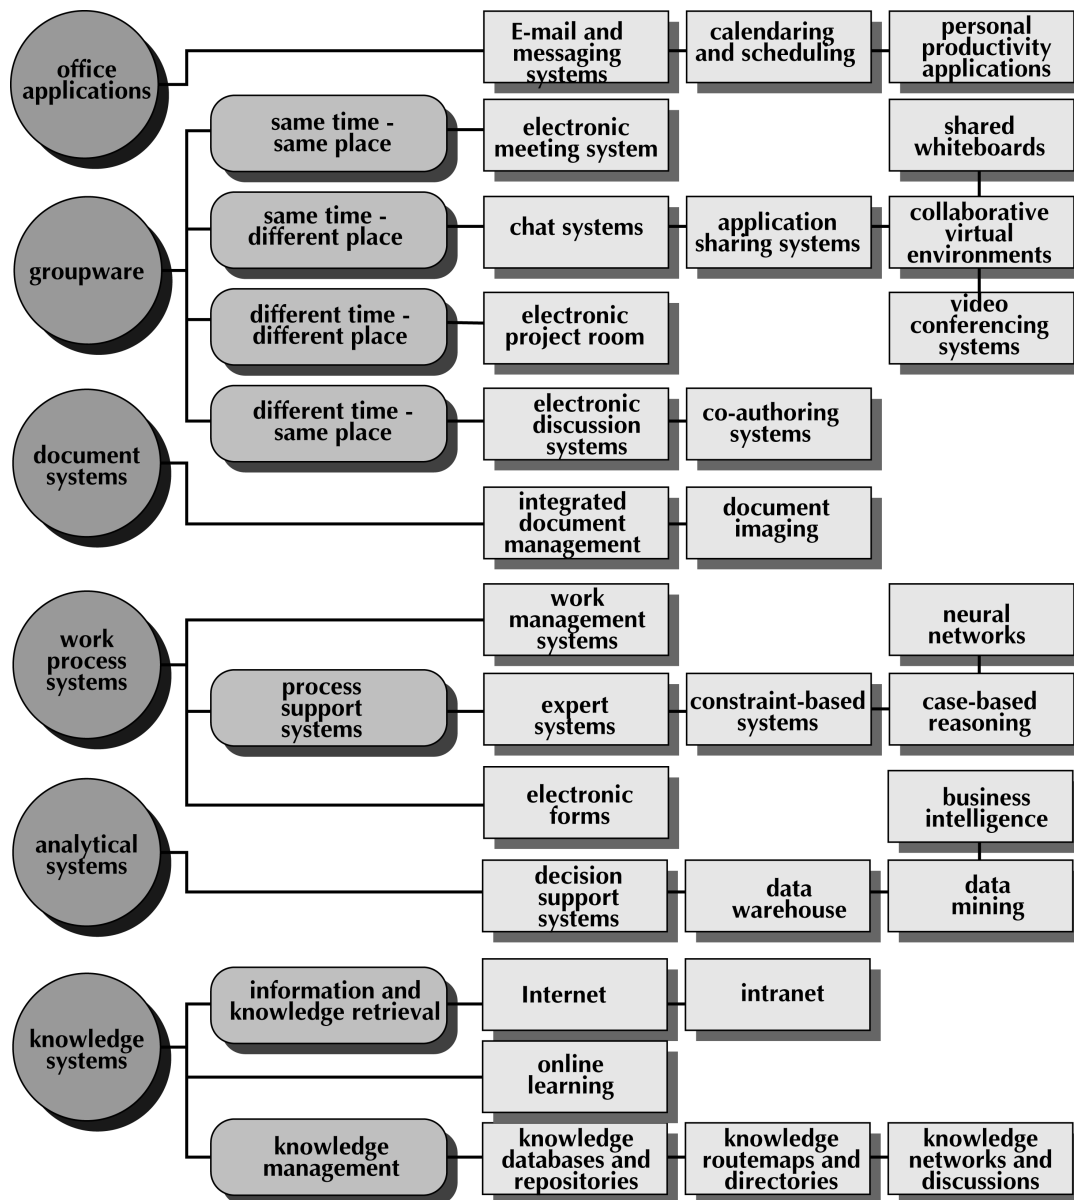 office
applications
E-mail and
messaging
systems
calendaring
and scheduling
personal
productivity
applications
groupware
same time -
same place
electronic
meeting system
shared
whiteboards
same time -
different place
chat systems
application
sharing systems
collaborative
virtual
environments
different time -
different place
electronic
project room
video
conferencing
systems
different time -
same place
electronic
discussion
systems
co-authoring
systems
document
systems
integrated
document
management
document
imaging
work
process
systems
work
management
systems
neural
networks
process
support
systems
expert
systems
constraint-based
systems
case-based
reasoning
electronic
forms
business
intelligence
analytical
systems
decision
support
systems
data
warehouse
data
mining
knowledge
systems
information and
knowledge retrieval
Internet
intranet
online
learning
knowledge
management
knowledge
databases and
repositories
knowledge
routemaps and
directories
knowledge
networks and
discussions